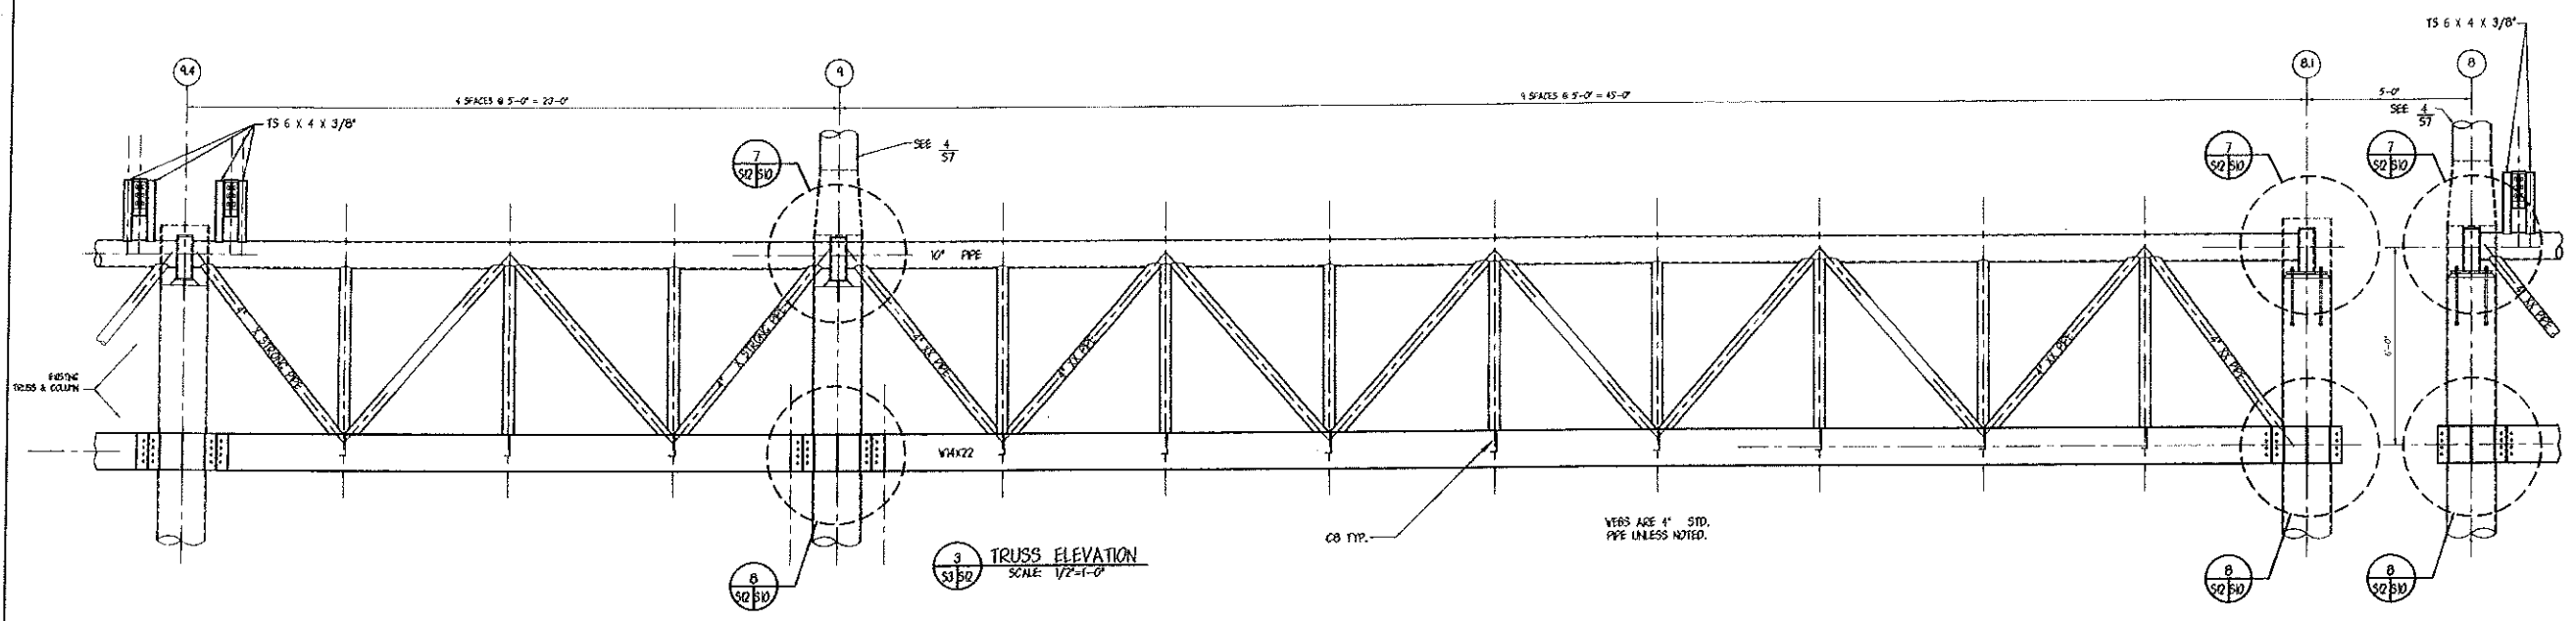 TS 6 X 4 X 3/8"
9.4
9
8.1
8
4 SPACES @ 5'-0" = 20'-0"
9 SPACES @ 5'-0" = 45'-0"
5'-0"
TS 6 X 4 X 3/8"
SEE 4
S7
SEE 4
S7
7
S12 S10
7
S12 S10
7
S12 S10
10" PIPE
4" X STRONG PIPE
4" X STRONG PIPE
4" XX PIPE
4" XX PIPE
4" XX PIPE
4" XX PIPE
4" XX PIPE
6'-0"
EXISTING
TRUSS & COLUMN
W14X22
C8 TYP.
WEBS ARE 4" STD.
PIPE UNLESS NOTED.
3
S3 S12
TRUSS ELEVATION
SCALE: 1/2"=1'-0"
8
S12 S10
8
S12 S10
8
S12 S10